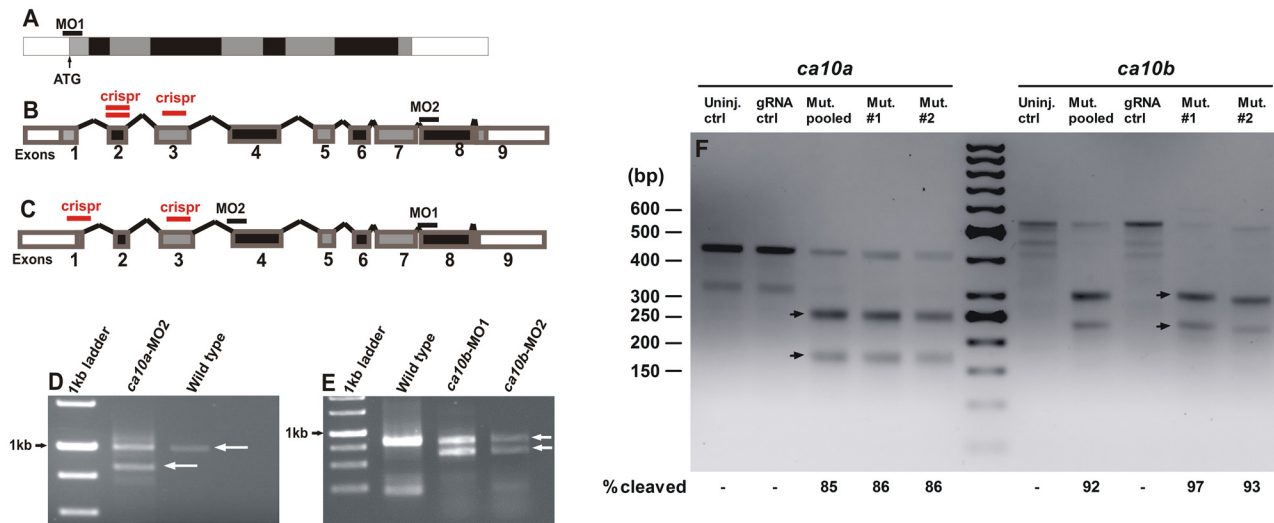 A
MO1
ATG
B
crispr crispr MO2
Exons 1 2 3 4 5 6 7 8 9
C
crispr crispr MO2 MO1
Exons 1 2 3 4 5 6 7 8 9
D
1kb ladder ca10a-MO2 Wild type
1kb
E
1kb ladder Wild type ca10b-MO1 ca10b-MO2
1kb
F
ca10a ca10b
Uninj. ctrl gRNA ctrl Mut. pooled Mut. #1 Mut. #2
Uninj. ctrl Mut. pooled gRNA ctrl Mut. #1 Mut. #2
(bp)
600
500
400
300
250
200
150
%cleaved - - 85 86 86 - 92 - 97 93